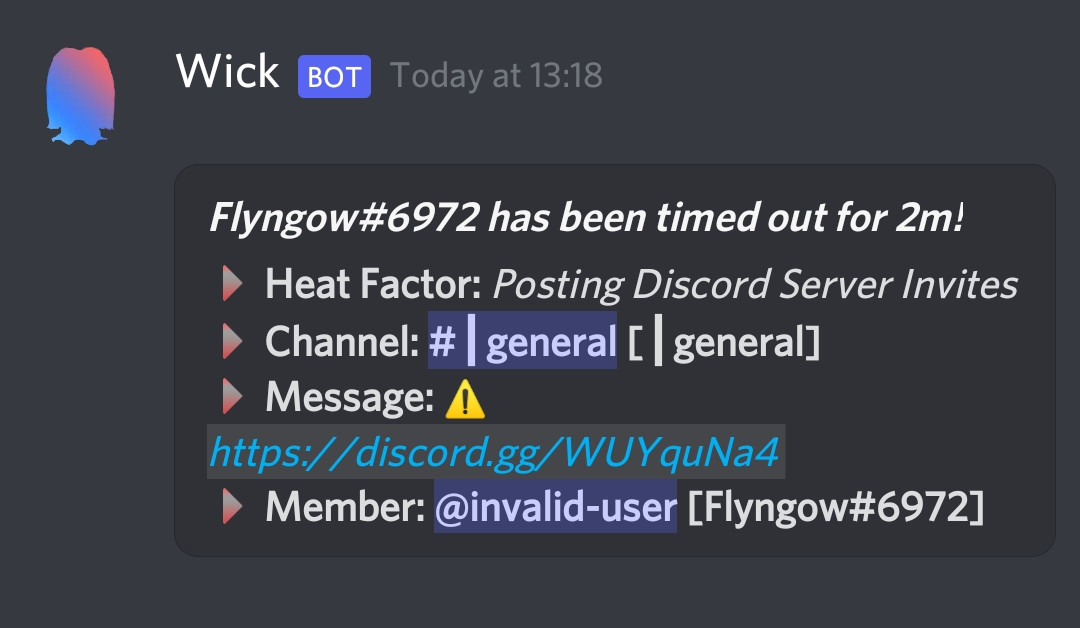 Wick BOT Today at 13:18
Flyngow#6972 has been timed out for 2m!
Heat Factor: Posting Discord Server Invites
Channel: #┃general [┃general]
Message: ⚠️
https://discord.gg/WUYquNa4
Member: @invalid-user [Flyngow#6972]